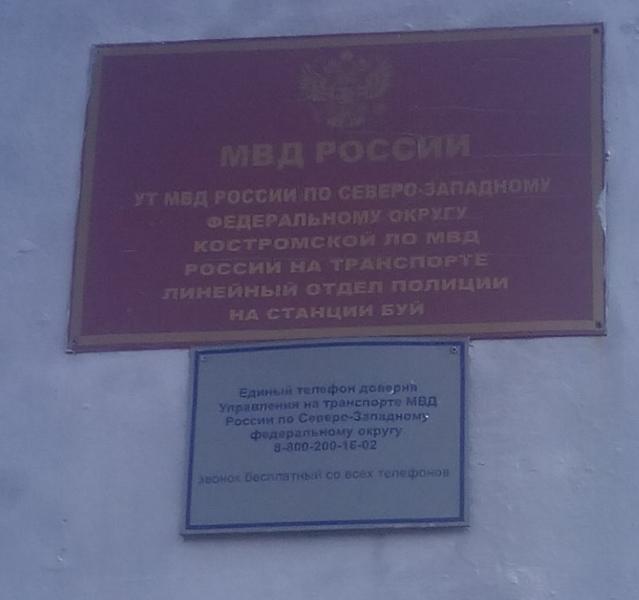 МВД РОССИИ
УТ МВД РОССИИ ПО СЕВЕРО-ЗАПАДНОМУ
ФЕДЕРАЛЬНОМУ ОКРУГУ
КОСТРОМСКОЙ ЛО МВД
РОССИИ НА ТРАНСПОРТЕ
ЛИНЕЙНЫЙ ОТДЕЛ ПОЛИЦИИ
НА СТАНЦИИ БУЙ
Единый телефон доверия
Управления на транспорте МВД
России по Северо-Западному
федеральному округу
8-800-200-16-02
звонок бесплатный со всех телефонов